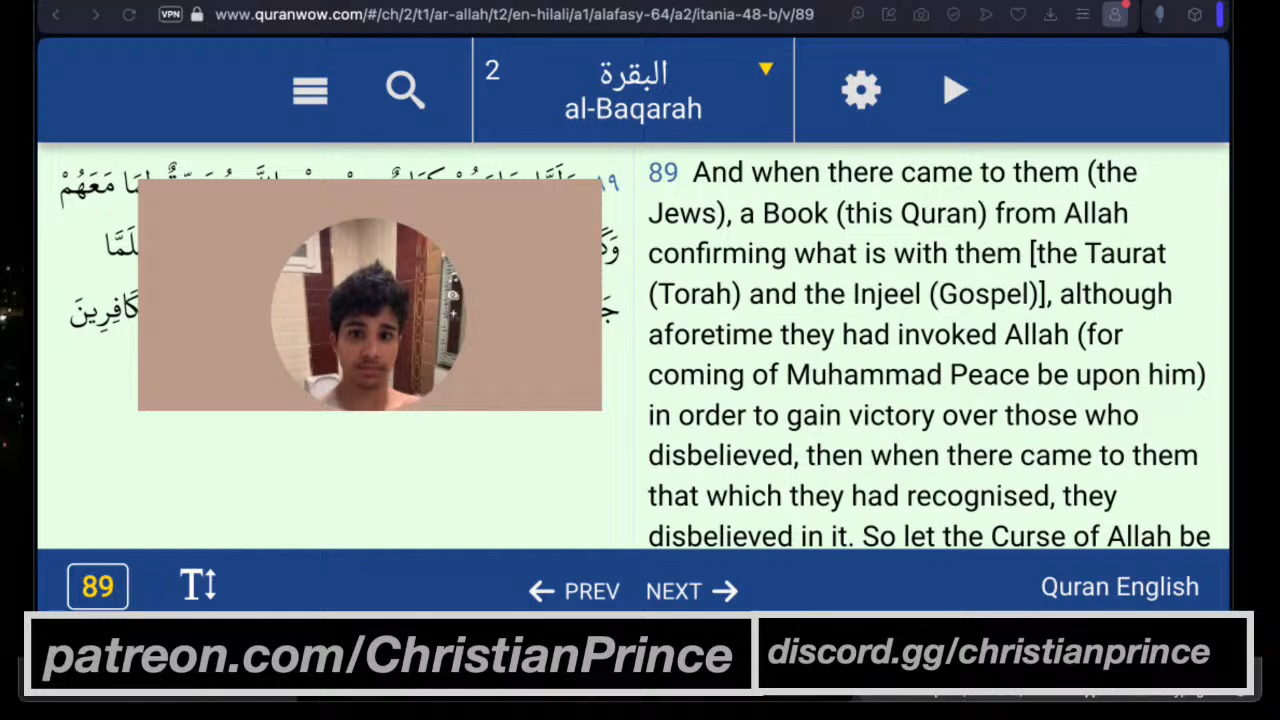 VPN www.quranwow.com/#/ch/2/t1/ar-allah/t2/en-hilali/a1/alafasy-64/a2/itania-48-b/v/89
2 البقرة
al-Baqarah
٨٩ لِمَا مَعَهُمْ
89 And when there came to them (the
Jews), a Book (this Quran) from Allah
confirming what is with them [the Taurat
(Torah) and the Injeel (Gospel)], although
aforetime they had invoked Allah (for
coming of Muhammad Peace be upon him)
in order to gain victory over those who
disbelieved, then when there came to them
that which they had recognised, they
disbelieved in it. So let the Curse of Allah be
89 T PREV NEXT Quran English
patreon.com/ChristianPrince
discord.gg/christianprince